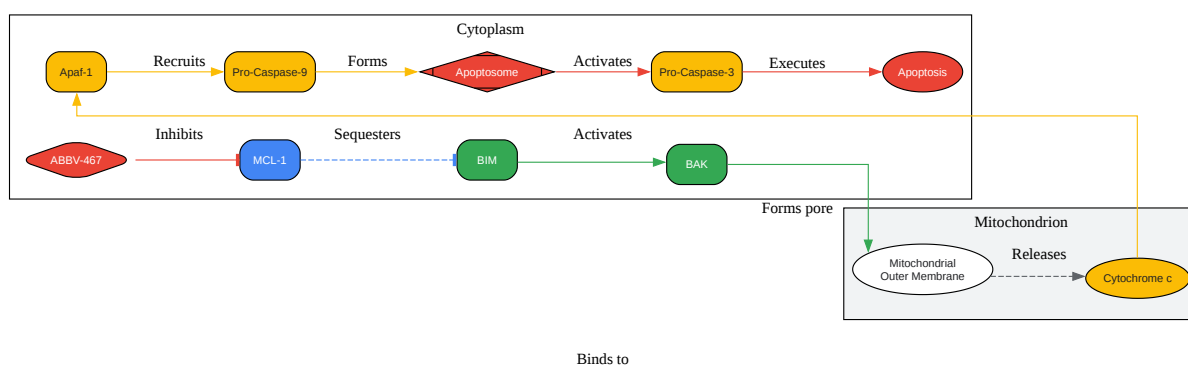 Cytoplasm
Recruits
Forms
Activates
Executes
Apaf-1
Pro-Caspase-9
Apoptosome
Pro-Caspase-3
Apoptosis
Inhibits
Sequesters
Activates
ABBV-467
MCL-1
BIM
BAK
Forms pore
Mitochondrion
Releases
Mitochondrial
Outer Membrane
Cytochrome c
Binds to